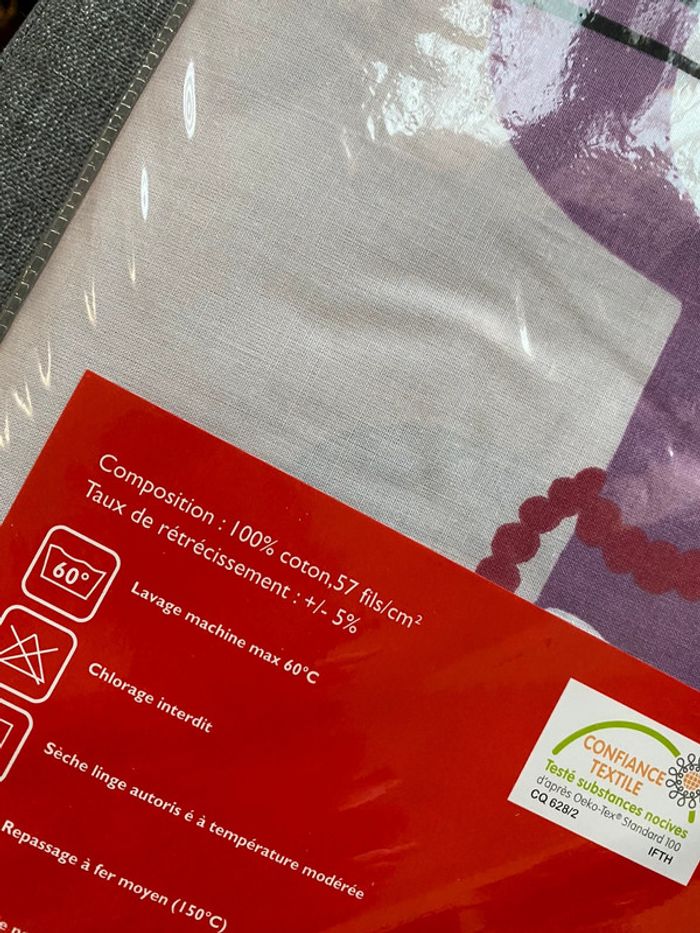 Composition : 100% coton,57 fils/cm²
Taux de rétrécissement : +/- 5%
60°
Lavage machine max 60°C
Chlorage interdit
Sèche linge autoris é à température modérée
Repassage à fer moyen (150°C)
CONFIANCE
TEXTILE
Testé substances nocives
d'après Oeko-Tex® Standard 100
CQ 628/2
IFTH